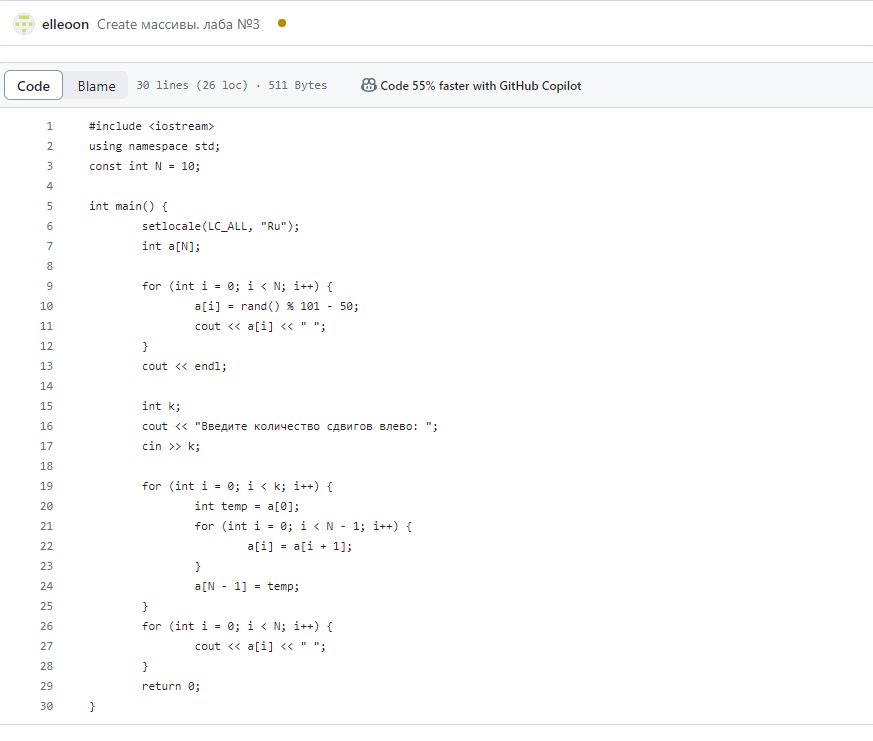 elleoon Create массивы. лаба №3
Code Blame 30 lines (26 loc) · 511 Bytes Code 55% faster with GitHub Copilot
1 #include <iostream>
2 using namespace std;
3 const int N = 10;
4
5 int main() {
6 setlocale(LC_ALL, "Ru");
7 int a[N];
8
9 for (int i = 0; i < N; i++) {
10 a[i] = rand() % 101 - 50;
11 cout << a[i] << " ";
12 }
13 cout << endl;
14
15 int k;
16 cout << "Введите количество сдвигов влево: ";
17 cin >> k;
18
19 for (int i = 0; i < k; i++) {
20 int temp = a[0];
21 for (int i = 0; i < N - 1; i++) {
22 a[i] = a[i + 1];
23 }
24 a[N - 1] = temp;
25 }
26 for (int i = 0; i < N; i++) {
27 cout << a[i] << " ";
28 }
29 return 0;
30 }